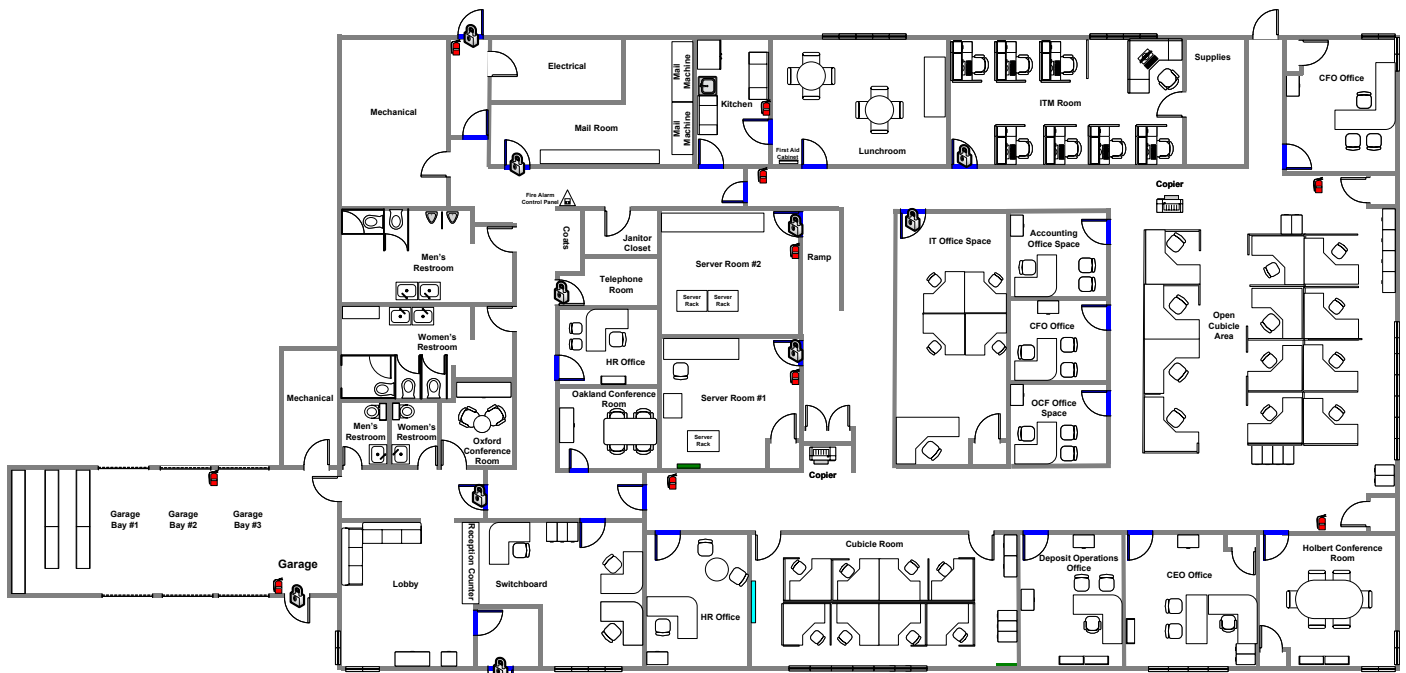 Electrical
Mechanical
Mail Room
Mail
Machine
Mail
Machine
Kitchen
First Aid
Cabinet
Lunchroom
ITM Room
Supplies
CFO Office
Fire Alarm
Control Panel
Coats
Janitor
Closet
Men's
Restroom
Telephone
Room
Server Room #2
Server
Rack
Server
Rack
Ramp
IT Office Space
Accounting
Office Space
Copier
CFO Office
Open
Cubicle
Area
Women's
Restroom
HR Office
Oakland Conference
Room
Server Room #1
Server
Rack
OCF Office
Space
Mechanical
Men's
Restroom
Women's
Restroom
Oxford
Conference
Room
Copier
Garage
Bay #1
Garage
Bay #2
Garage
Bay #3
Garage
Lobby
Reception Counter
Switchboard
HR Office
Cubicle Room
Deposit Operations
Office
CEO Office
Holbert Conference
Room